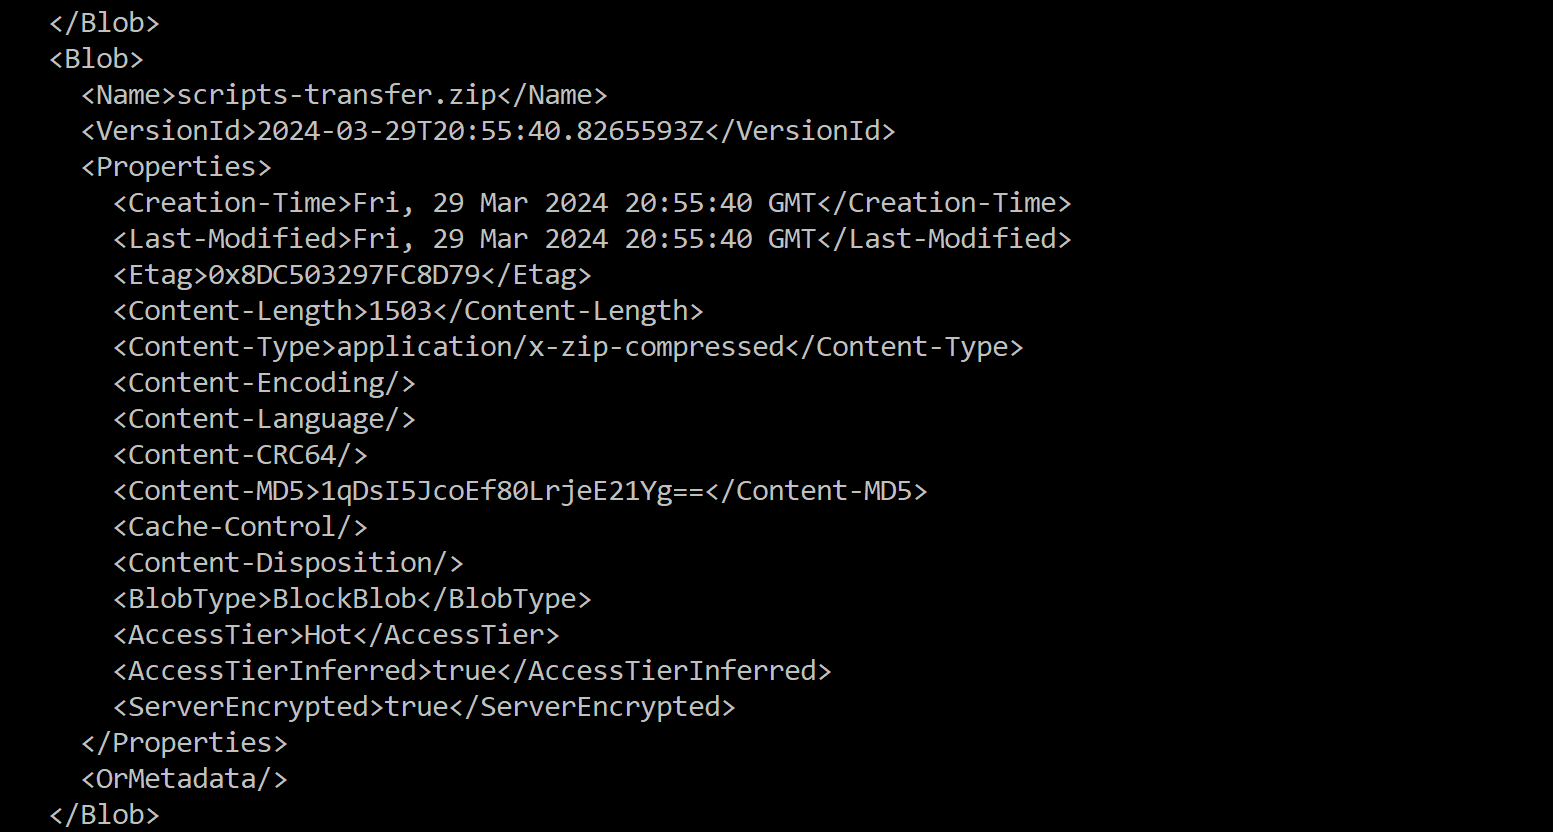 </Blob>
<Blob>
<Name>scripts-transfer.zip</Name>
<VersionId>2024-03-29T20:55:40.8265593Z</VersionId>
<Properties>
<Creation-Time>Fri, 29 Mar 2024 20:55:40 GMT</Creation-Time>
<Last-Modified>Fri, 29 Mar 2024 20:55:40 GMT</Last-Modified>
<Etag>0x8DC503297FC8D79</Etag>
<Content-Length>1503</Content-Length>
<Content-Type>application/x-zip-compressed</Content-Type>
<Content-Encoding/>
<Content-Language/>
<Content-CRC64/>
<Content-MD5>1qDsI5JcoEf80LrjeE21Yg==</Content-MD5>
<Cache-Control/>
<Content-Disposition/>
<BlobType>BlockBlob</BlobType>
<AccessTier>Hot</AccessTier>
<AccessTierInferred>true</AccessTierInferred>
<ServerEncrypted>true</ServerEncrypted>
</Properties>
<OrMetadata/>
</Blob>